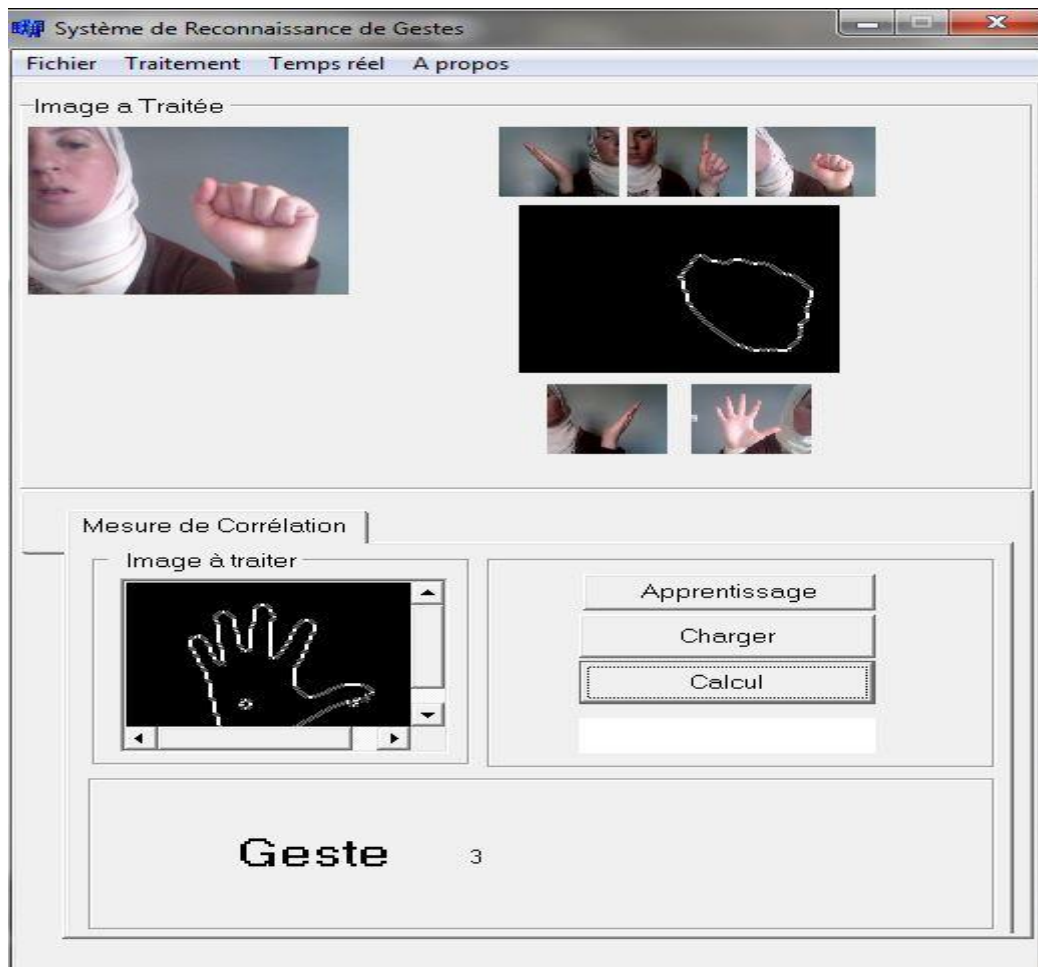 Système de Reconnaissance de Gestes
Fichier Traitement Temps réel A propos
Image a Traitée
Mesure de Corrélation
Image à traiter
Apprentissage
Charger
Calcul
Geste 3